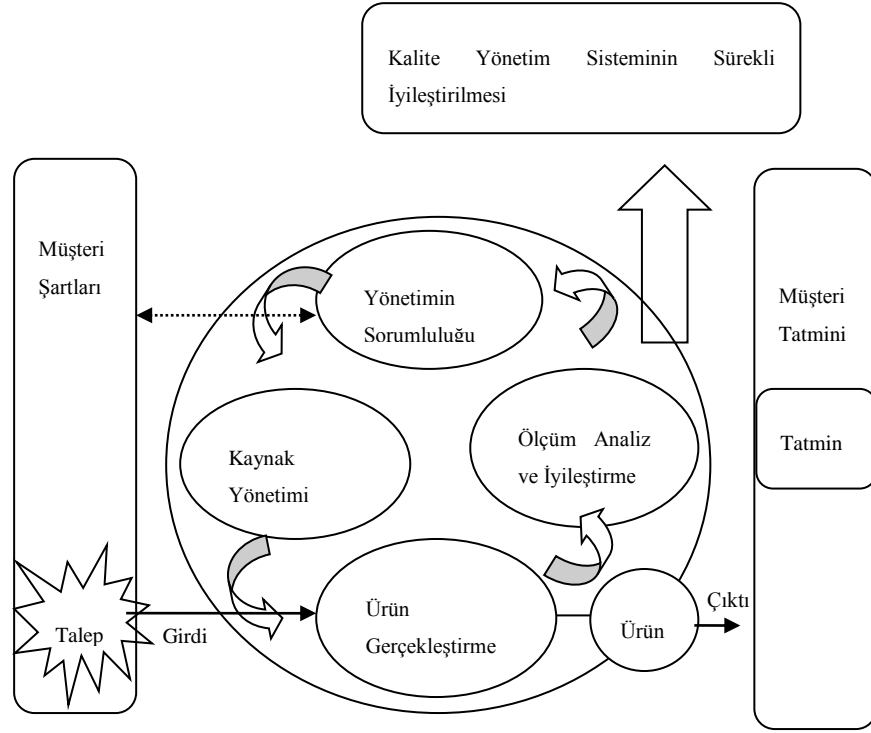 Kalite Yönetim Sisteminin Sürekli
İyileştirilmesi
Müşteri
Şartları
Yönetimin
Sorumluluğu
Müşteri
Tatmini
Kaynak
Yönetimi
Ölçüm Analiz
ve İyileştirme
Tatmin
Talep
Girdi
Ürün
Gerçekleştirme
Ürün
Çıktı